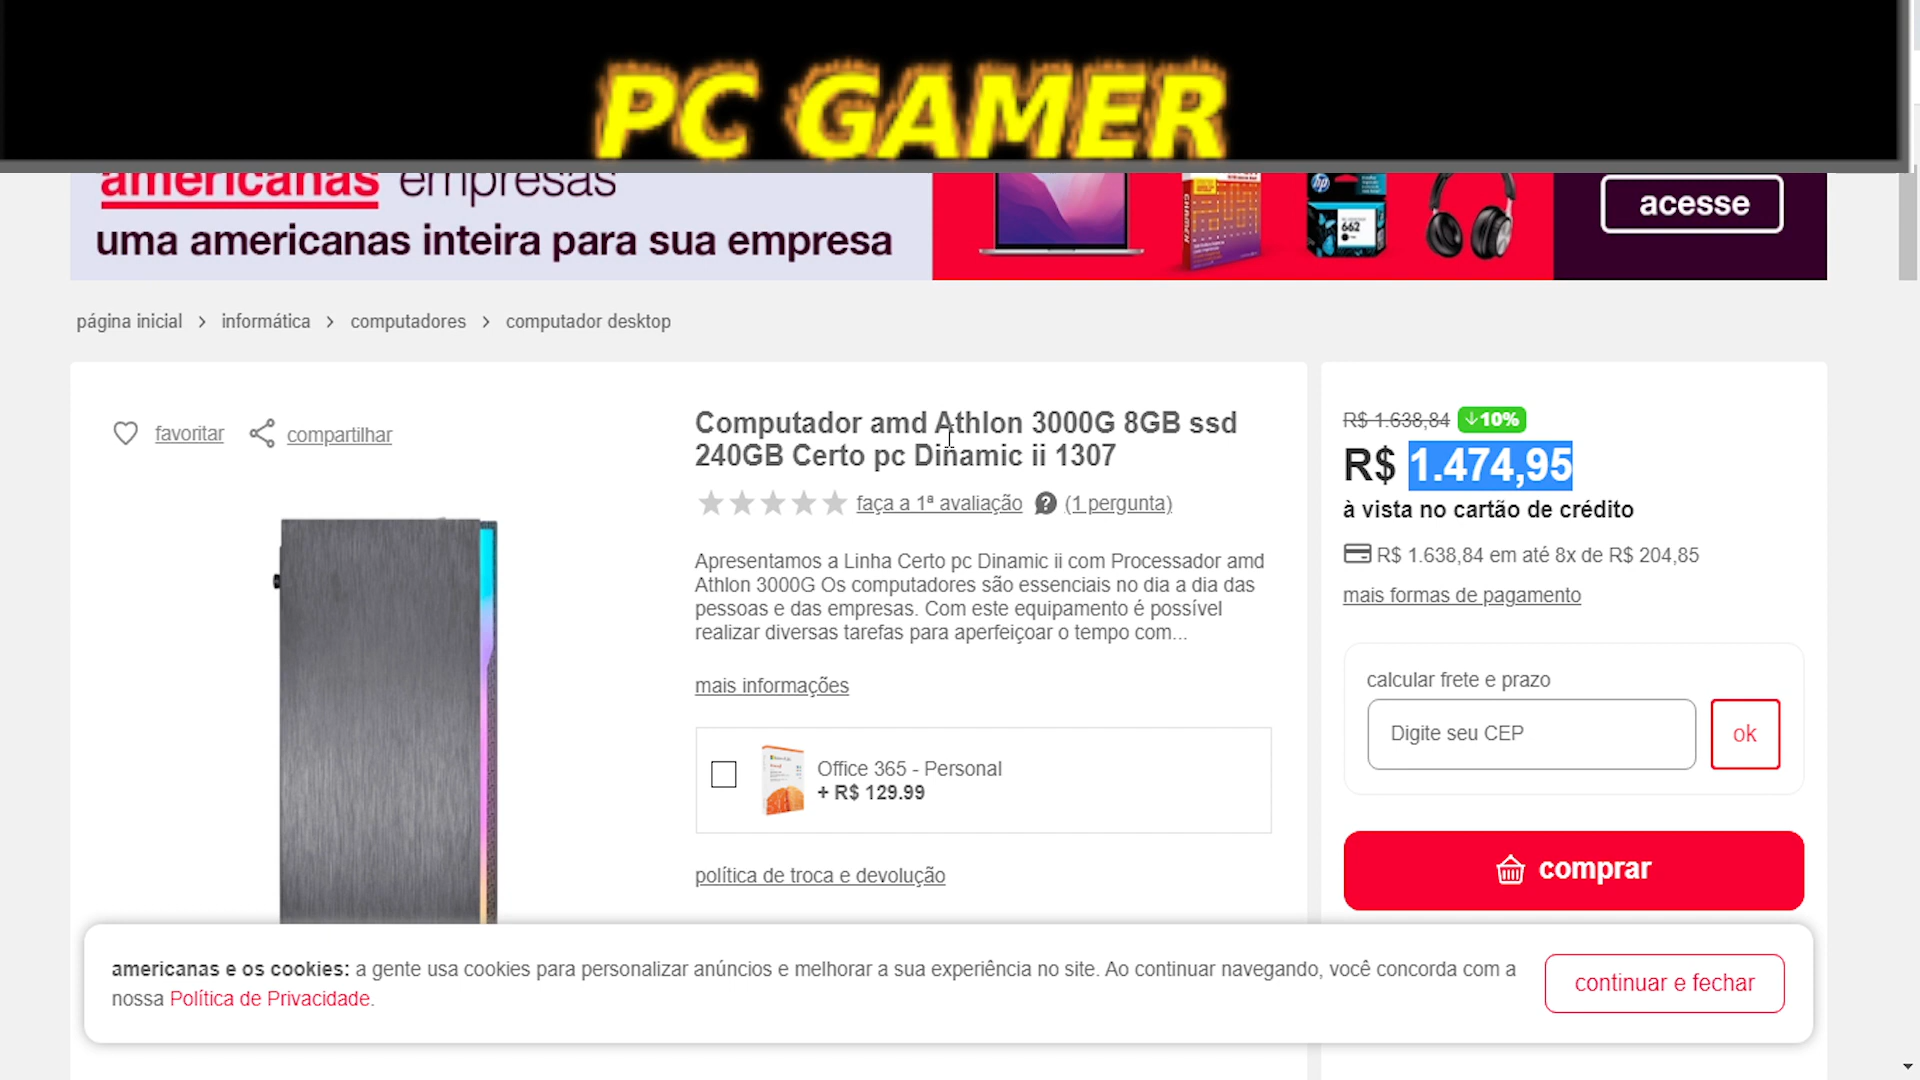 PC GAMER
americanas empresas
uma americanas inteira para sua empresa
hp
662
acesse
página inicial > informática > computadores > computador desktop
favoritar
compartilhar
Computador amd Athlon 3000G 8GB ssd
240GB Certo pc Dinamic ii 1307
faça a 1ª avaliação ? (1 pergunta)
Apresentamos a Linha Certo pc Dinamic ii com Processador amd
Athlon 3000G Os computadores são essenciais no dia a dia das
pessoas e das empresas. Com este equipamento é possível
realizar diversas tarefas para aperfeiçoar o tempo com...
mais informações
Office 365 - Personal
+ R$ 129.99
política de troca e devolução
R$ 1.638,84 ↓10%
R$ 1.474,95
à vista no cartão de crédito
R$ 1.638,84 em até 8x de R$ 204,85
mais formas de pagamento
calcular frete e prazo
Digite seu CEP
ok
comprar
americanas e os cookies: a gente usa cookies para personalizar anúncios e melhorar a sua experiência no site. Ao continuar navegando, você concorda com a
nossa Política de Privacidade.
continuar e fechar